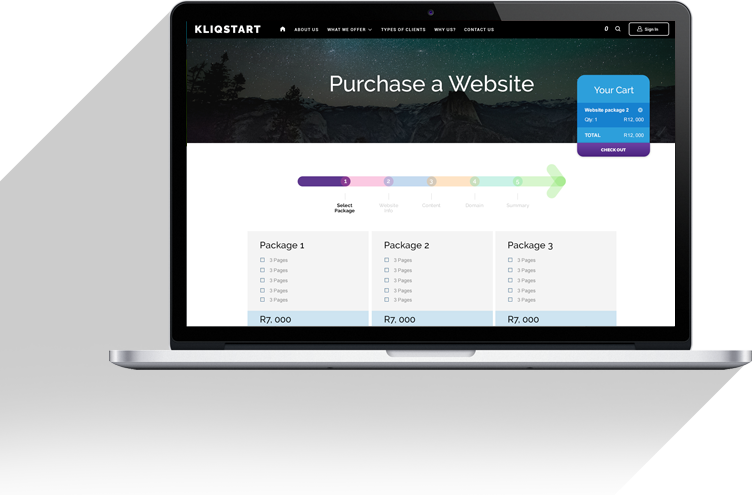 KLIQSTART
ABOUT US
WHAT WE OFFER
TYPES OF CLIENTS
WHY US?
CONTACT US
0
Sign In
Purchase a Website
Your Cart
Website package 2
Qty: 1 R12, 000
TOTAL R12, 000
CHECK OUT
1 2 3 4 5
Select
Package
Website
Info
Content
Domain
Summary
Package 1
3 Pages
3 Pages
3 Pages
3 Pages
3 Pages
R7, 000
Package 2
3 Pages
3 Pages
3 Pages
3 Pages
3 Pages
R7, 000
Package 3
3 Pages
3 Pages
3 Pages
3 Pages
3 Pages
R7, 000